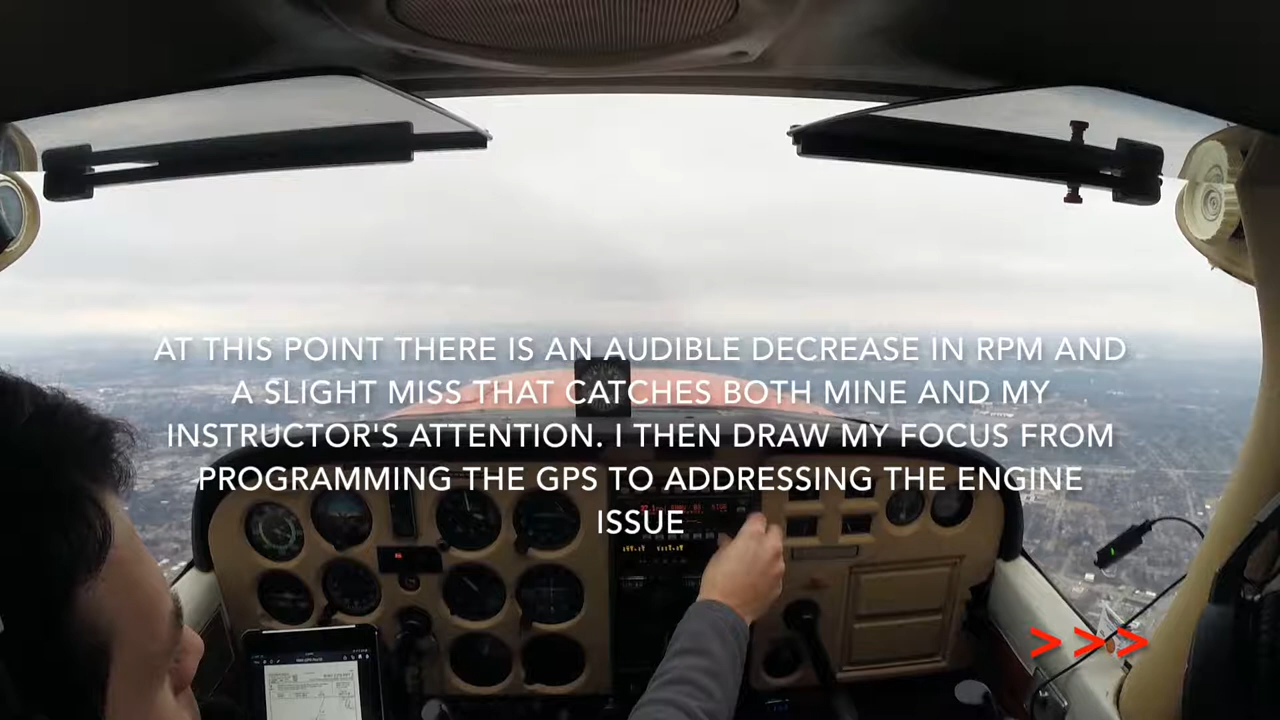 AT THIS POINT THERE IS AN AUDIBLE DECREASE IN RPM AND
A SLIGHT MISS THAT CATCHES BOTH MINE AND MY
INSTRUCTOR'S ATTENTION. I THEN DRAW MY FOCUS FROM
PROGRAMMING THE GPS TO ADDRESSING THE ENGINE
ISSUE
>>>